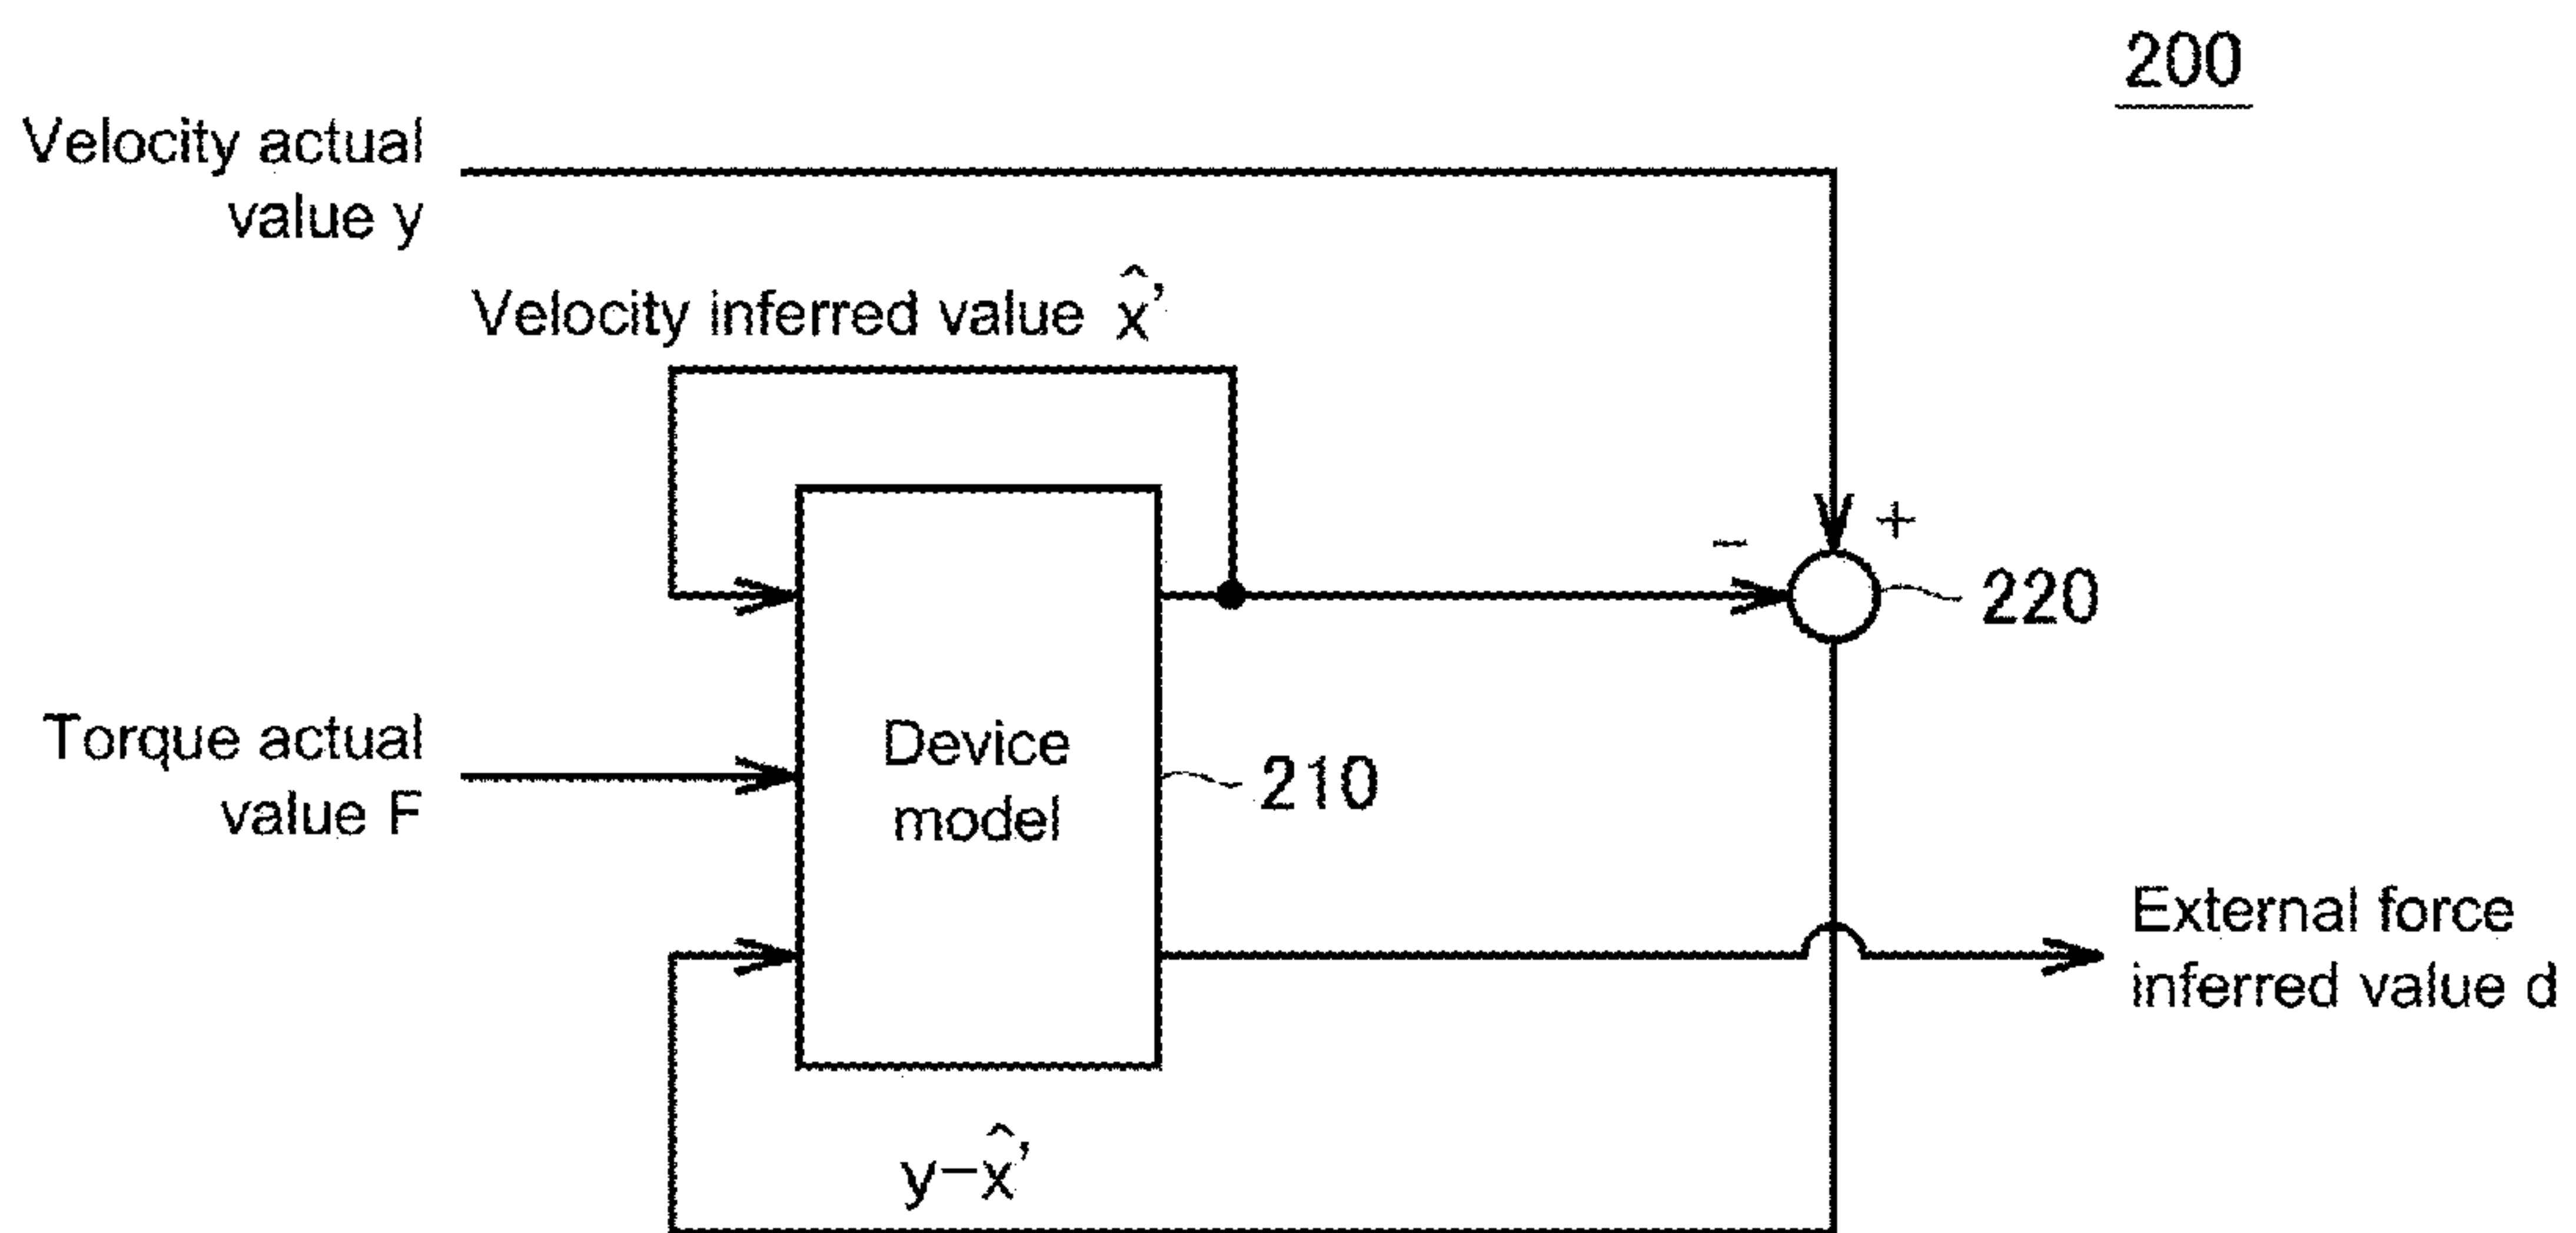 200
Velocity actual
value y
Velocity inferred value x̂’
+
−
220
Torque actual
value F
Device
model
210
External force
inferred value d
y−x̂’